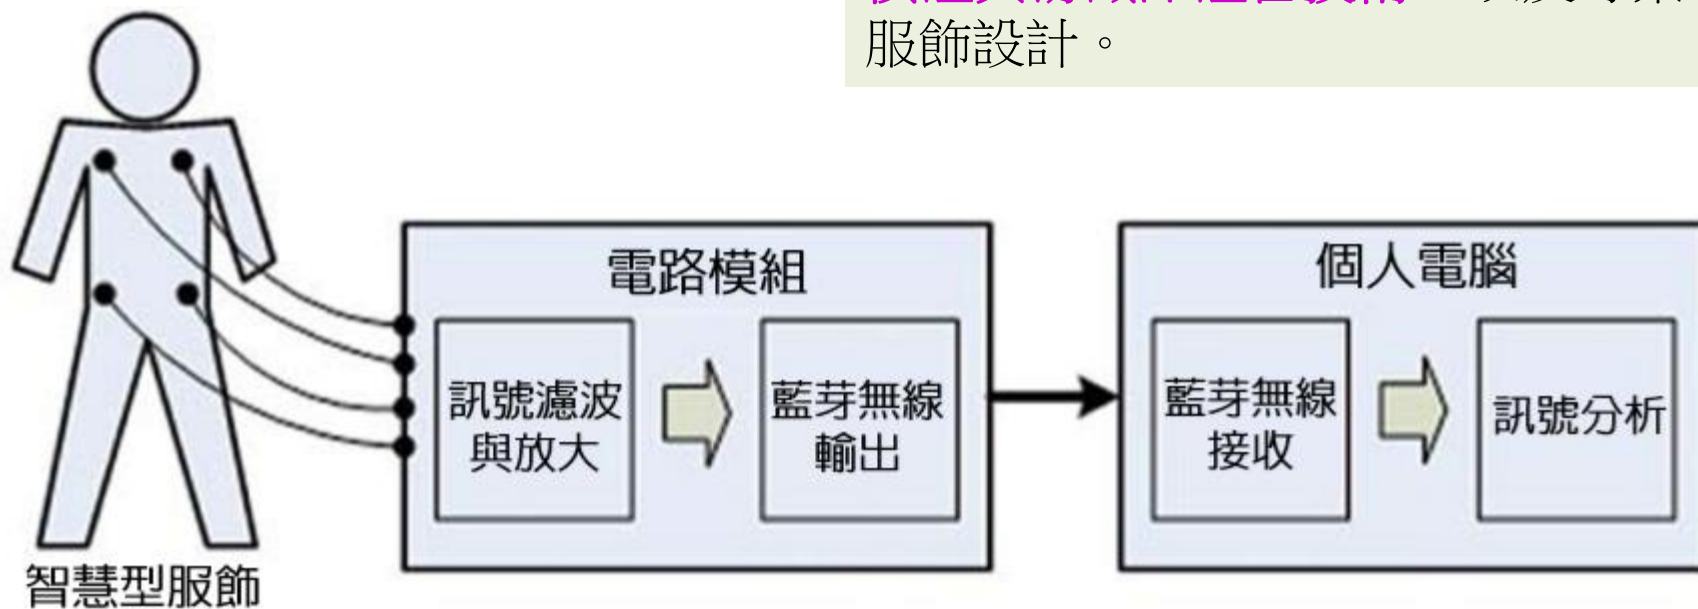 服飾設計。
電路模組
個人電腦
訊號濾波
與放大
藍芽無線
輸出
藍芽無線
接收
訊號分析
智慧型服飾